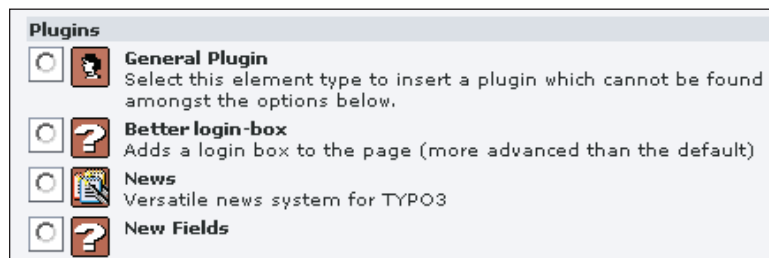 Plugins
General Plugin
Select this element type to insert a plugin which cannot be found
amongst the options below.
Better login-box
Adds a login box to the page (more advanced than the default)
News
Versatile news system for TYPO3
New Fields